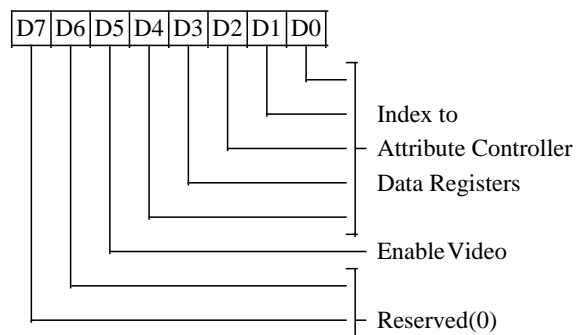 D7 D6 D5 D4 D3 D2 D1 D0
Index to
Attribute Controller
Data Registers
Enable Video
Reserved(0)